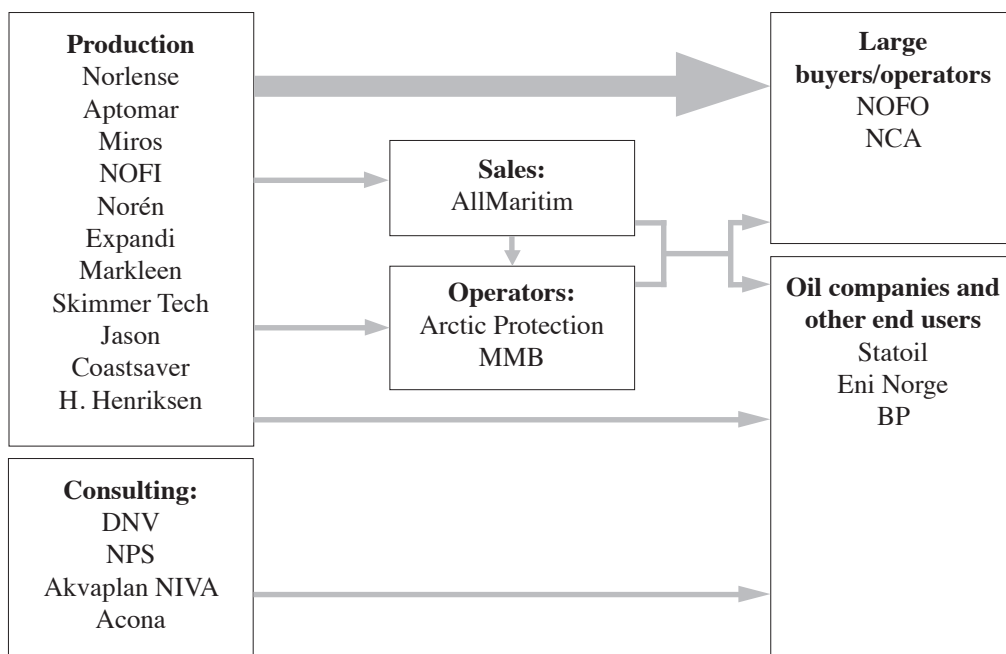 Production
Norlense
Aptomar
Miros
NOFI
Norén
Expandi
Markleen
Skimmer Tech
Jason
Coastsaver
H. Henriksen
Consulting:
DNV
NPS
Akvaplan NIVA
Acona
Sales:
AllMaritim
Operators:
Arctic Protection
MMB
Large
buyers/operators
NOFO
NCA
Oil companies and
other end users
Statoil
Eni Norge
BP